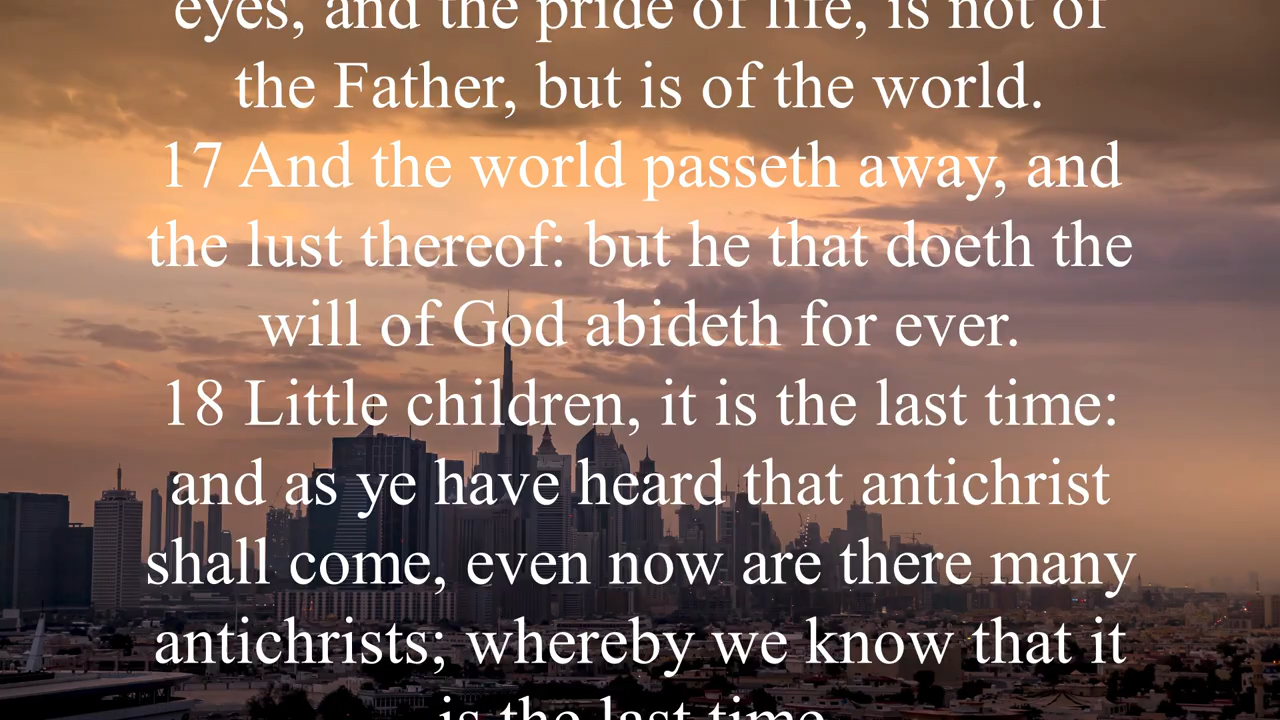 eyes, and the pride of life, is not of
the Father, but is of the world.
17 And the world passeth away, and
the lust thereof: but he that doeth the
will of God abideth for ever.
18 Little children, it is the last time:
and as ye have heard that antichrist
shall come, even now are there many
antichrists; whereby we know that it
is the last time.